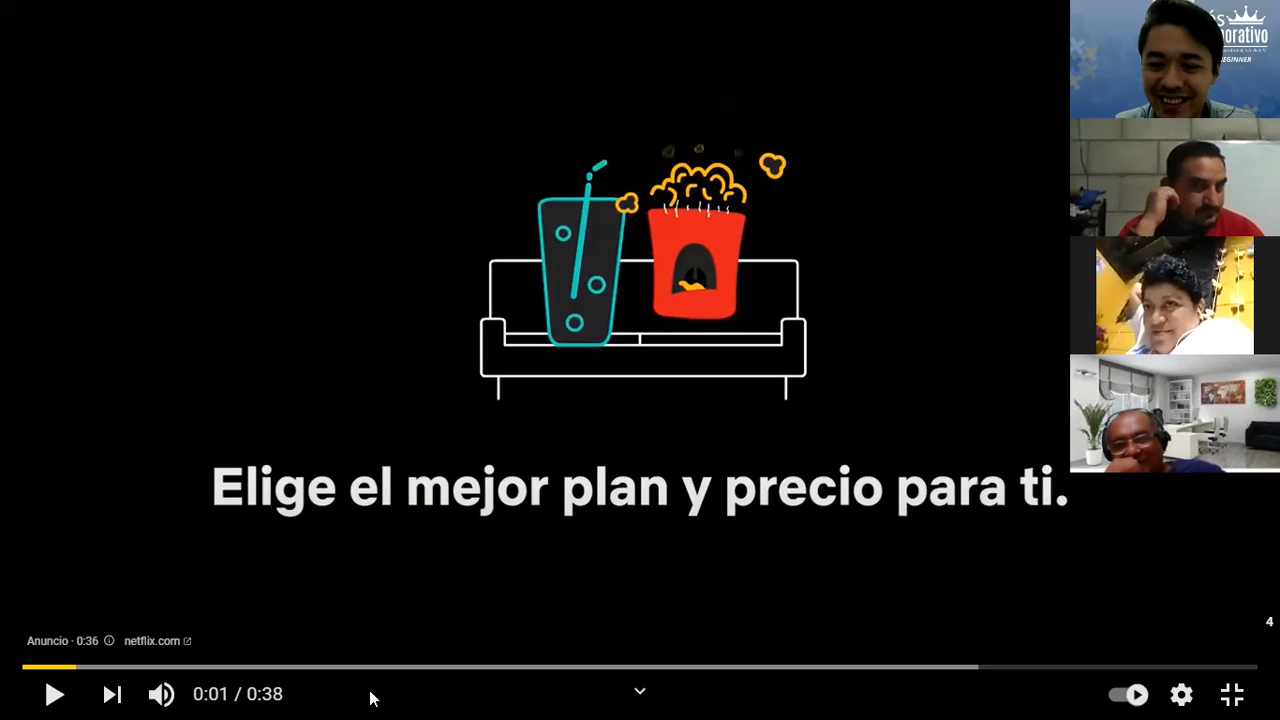 Elige el mejor plan y precio para ti.
Anuncio · 0:36 netflix.com
0:01 / 0:38
4